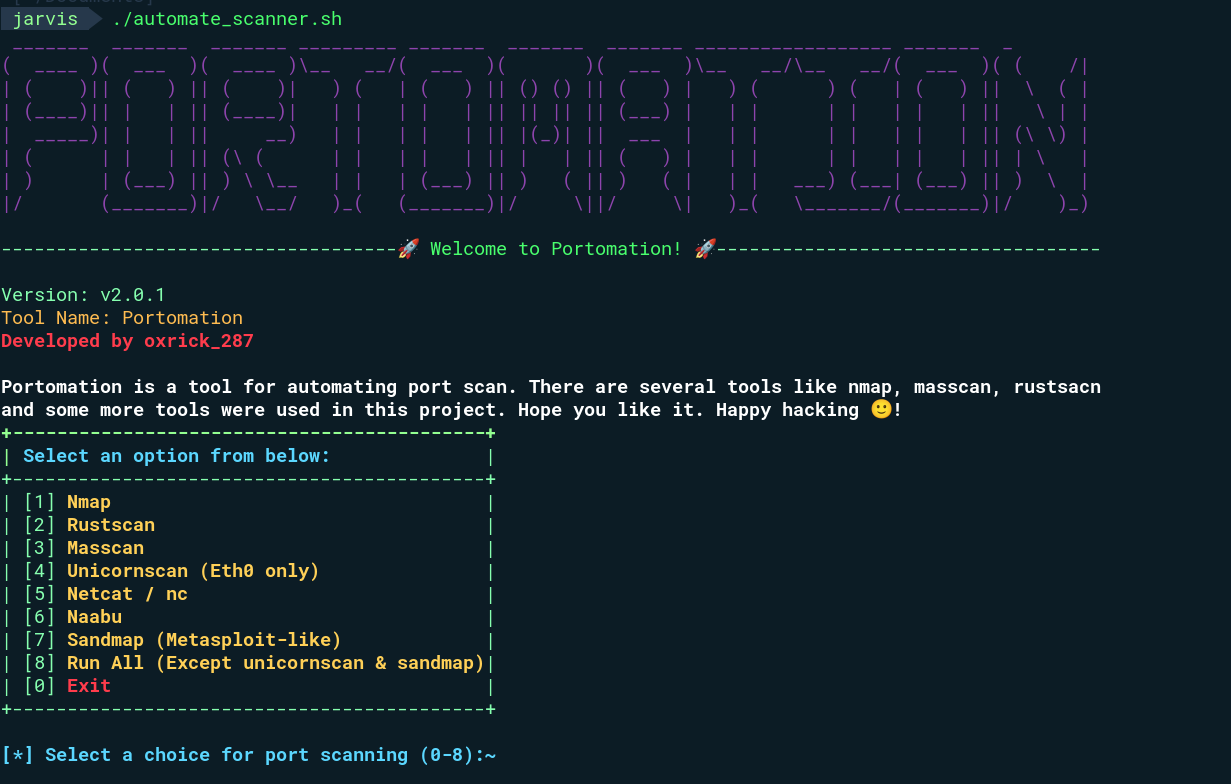 jarvis ./automate_scanner.sh
PORTOMATION
------------------------------------🚀 Welcome to Portomation! 🚀-----------------------------------
Version: v2.0.1
Tool Name: Portomation
Developed by oxrick_287
Portomation is a tool for automating port scan. There are several tools like nmap, masscan, rustsacn
and some more tools were used in this project. Hope you like it. Happy hacking 🙂!
+-------------------------------------------+
| Select an option from below:              |
+-------------------------------------------+
| [1] Nmap                                  |
| [2] Rustscan                              |
| [3] Masscan                               |
| [4] Unicornscan (Eth0 only)               |
| [5] Netcat / nc                           |
| [6] Naabu                                 |
| [7] Sandmap (Metasploit-like)             |
| [8] Run All (Except unicornscan & sandmap)|
| [0] Exit                                  |
+-------------------------------------------+
[*] Select a choice for port scanning (0-8):~